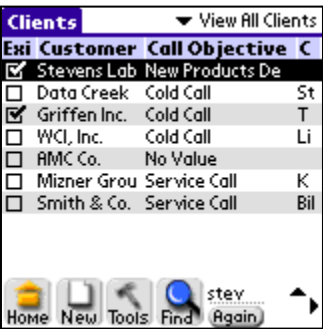 Clients View All Clients
Exi Customer Call Objective C
Stevens Lab New Products De
Data Creek Cold Call St
Griffen Inc. Cold Call T
WCI, Inc. Cold Call Li
AMC Co. No Value
Mizner Grou Service Call K
Smith & Co. Service Call Bil
stev
Home New Tools Find Again